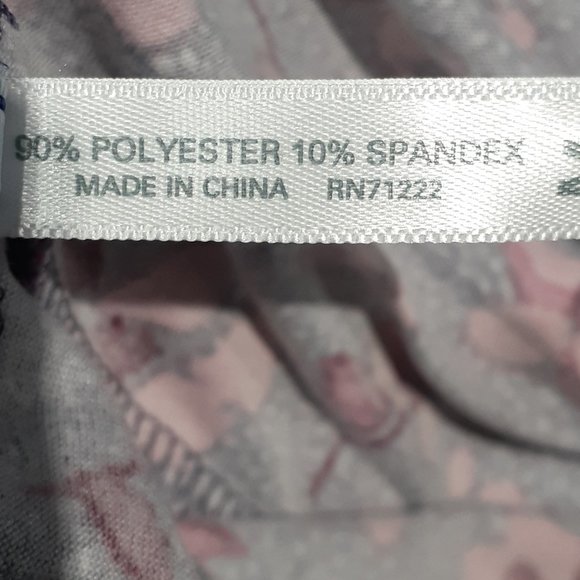 90% POLYESTER 10% SPANDEX
MADE IN CHINA RN71222